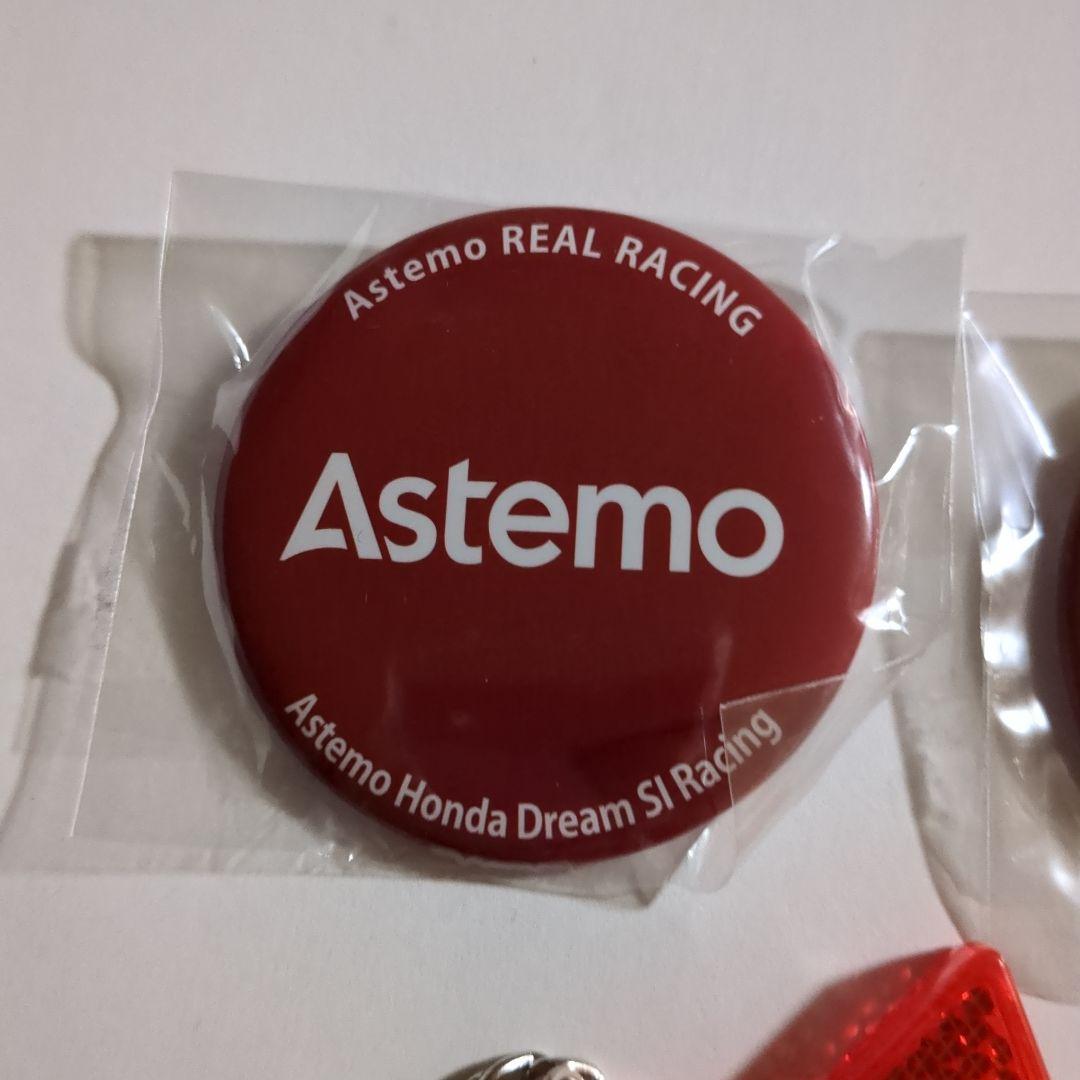 Astemo REAL RACING
Astemo
Astemo Honda Dream SI Racing